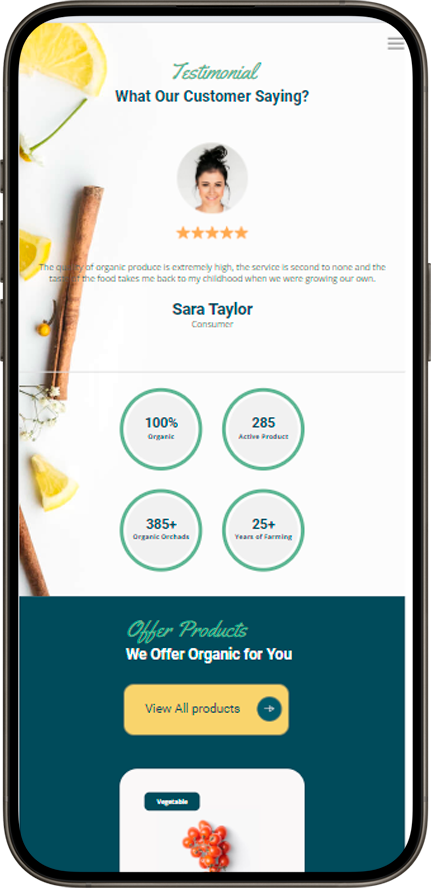 Testimonial
What Our Customer Saying?
The quality of organic produce is extremely high, the service is second to none and the
taste of the food takes me back to my childhood when we were growing our own.
Sara Taylor
Consumer
100%
Organic
285
Active Product
385+
Organic Orchads
25+
Years of Farming
Offer Products
We Offer Organic for You
View All products
Vegetable